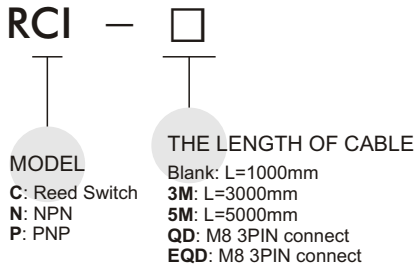 RCI – □
MODEL
C: Reed Switch
N: NPN
P: PNP
THE LENGTH OF CABLE
Blank: L=1000mm
3M: L=3000mm
5M: L=5000mm
QD: M8 3PIN connect
EQD: M8 3PIN connect